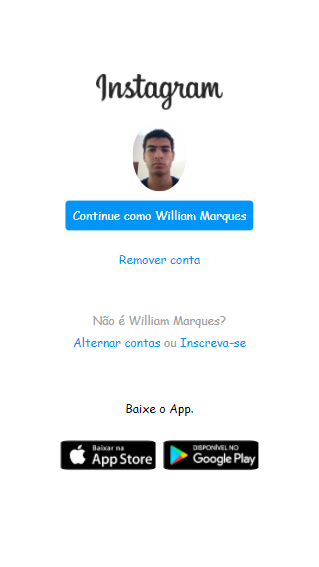 Instagram
Continue como William Marques
Remover conta
Não é William Marques?
Alternar contas ou Inscreva-se
Baixe o App.
Baixar na
App Store
DISPONÍVEL NO
Google Play